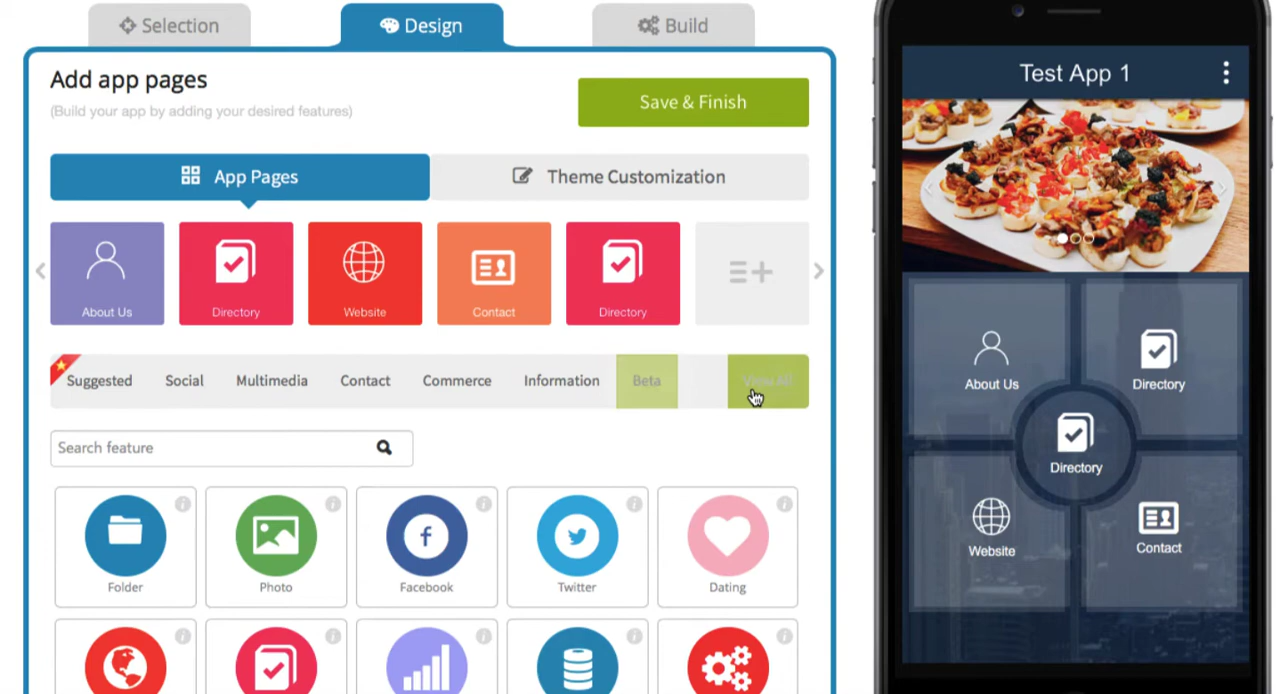 Selection
Design
Build
Add app pages
(Build your app by adding your desired features)
Save & Finish
App Pages
Theme Customization
About Us
Directory
Website
Contact
Directory
Suggested
Social
Multimedia
Contact
Commerce
Information
Beta
View All
Search feature
Folder
Photo
Facebook
Twitter
Dating
Test App 1
About Us
Directory
Directory
Website
Contact